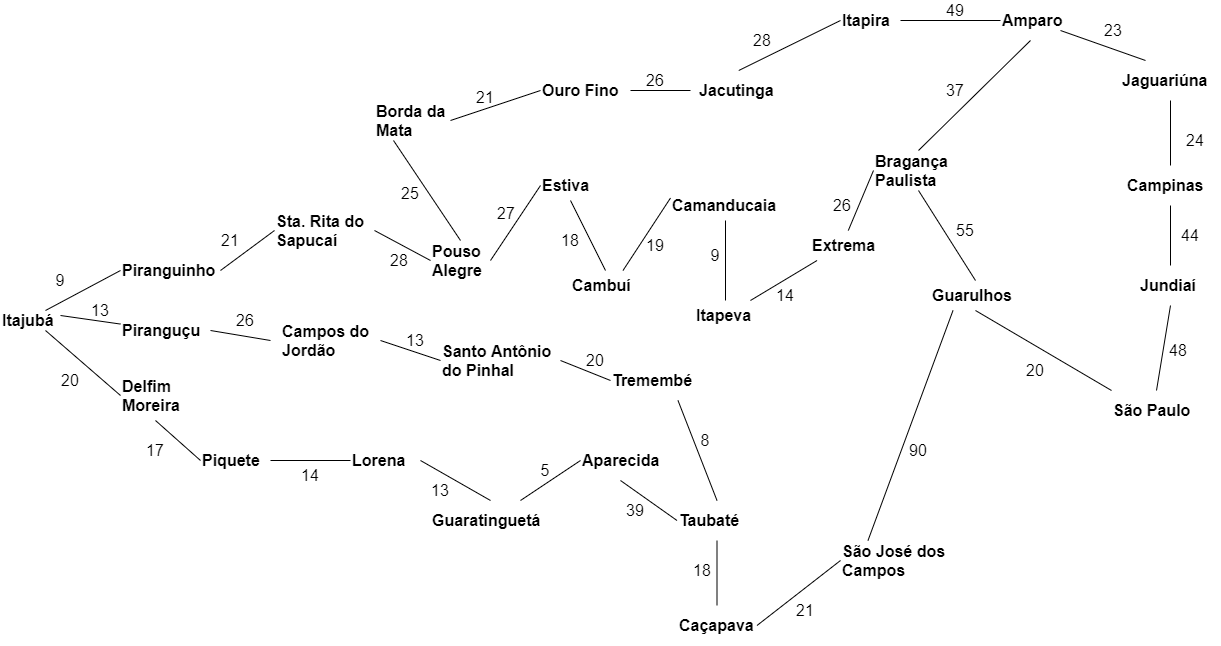 Itapira
49
Amparo
23
28
Jaguariúna
26
Ouro Fino
Jacutinga
37
21
Borda da
Mata
24
Bragança
Paulista
Campinas
25
Estiva
27
Camanducaia
26
Sta. Rita do
Sapucaí
21
28
Pouso
Alegre
18
19
9
Extrema
55
44
9
Piranguinho
Cambuí
14
Guarulhos
Jundiaí
Itajubá
13
Piranguçu
26
Campos do
Jordão
13
Santo Antônio
do Pinhal
Itapeva
20
Tremembé
20
48
20
Delfim
Moreira
São Paulo
17
Piquete
14
Lorena
13
Guaratinguetá
5
Aparecida
39
8
Taubaté
90
18
São José dos
Campos
21
Caçapava